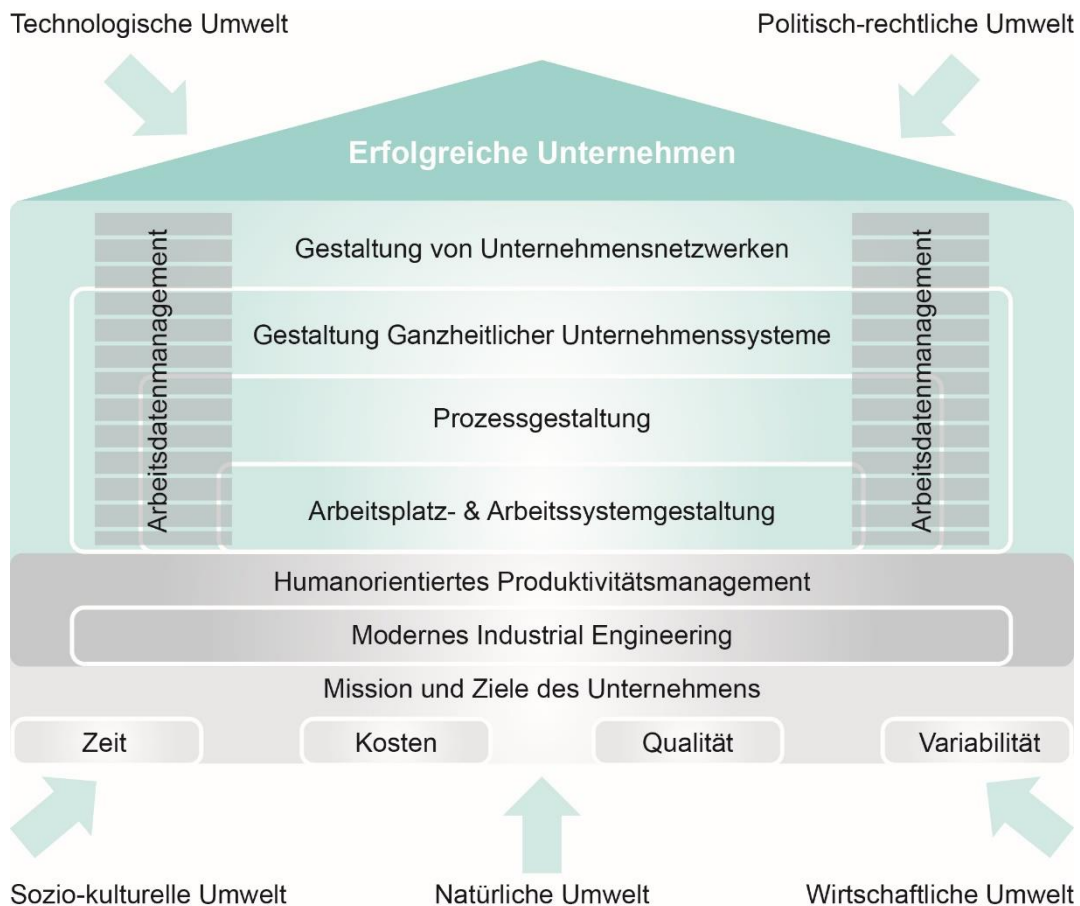 Technologische Umwelt
Politisch-rechtliche Umwelt
Erfolgreiche Unternehmen
Arbeitsdatenmanagement
Gestaltung von Unternehmensnetzwerken
Gestaltung Ganzheitlicher Unternehmenssysteme
Prozessgestaltung
Arbeitsplatz- & Arbeitssystemgestaltung
Arbeitsdatenmanagement
Humanorientiertes Produktivitätsmanagement
Modernes Industrial Engineering
Mission und Ziele des Unternehmens
Zeit
Kosten
Qualität
Variabilität
Sozio-kulturelle Umwelt
Natürliche Umwelt
Wirtschaftliche Umwelt